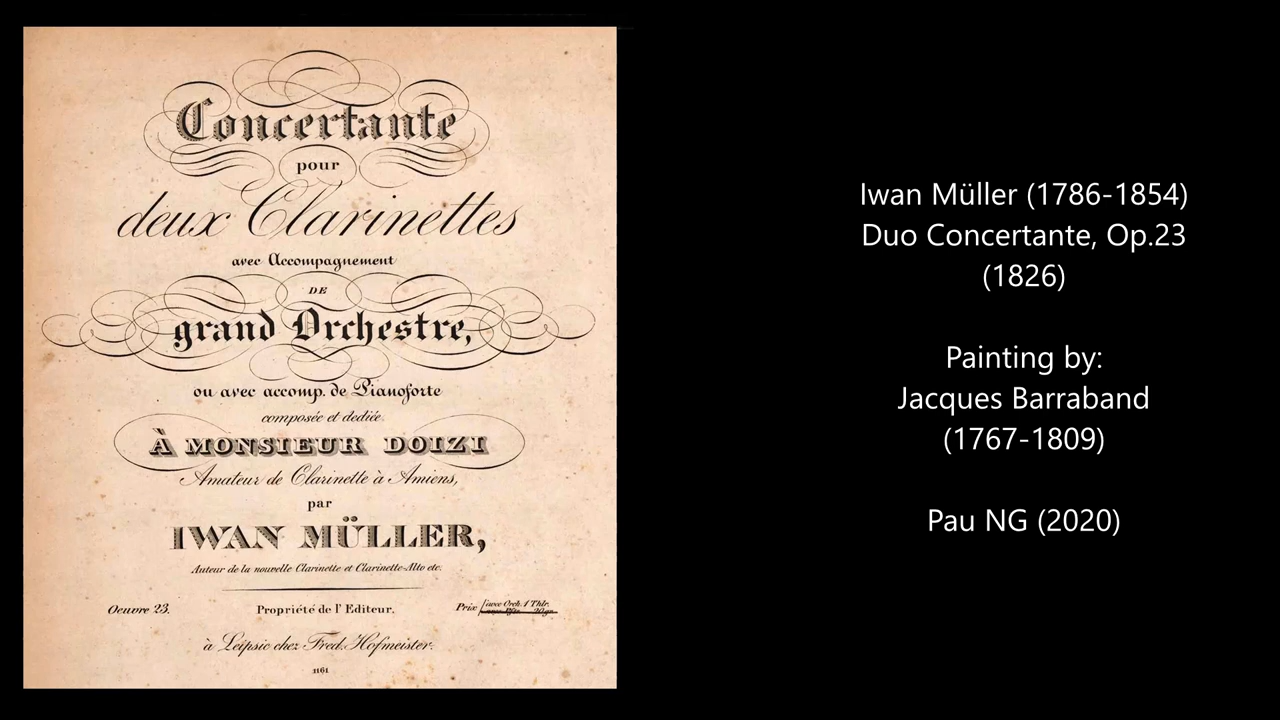 Concertante
pour
deux Clarinettes
avec Accompagnement
DE
grand Orchestre,
ou avec accomp. de Pianoforte
composée et dediée
À MONSIEUR DOIZI
Amateur de Clarinette à Amiens,
par
IWAN MÜLLER,
Auteur de la nouvelle Clarinette et Clarinette-Alto etc.
Oeuvre 23.
Propriété de l'Editeur.
Prix avec Orch. 1 Thlr.
à Leipsic chez Fred. Hofmeister.
1161
Iwan Müller (1786-1854)
Duo Concertante, Op.23
(1826)
Painting by:
Jacques Barraband
(1767-1809)
Pau NG (2020)